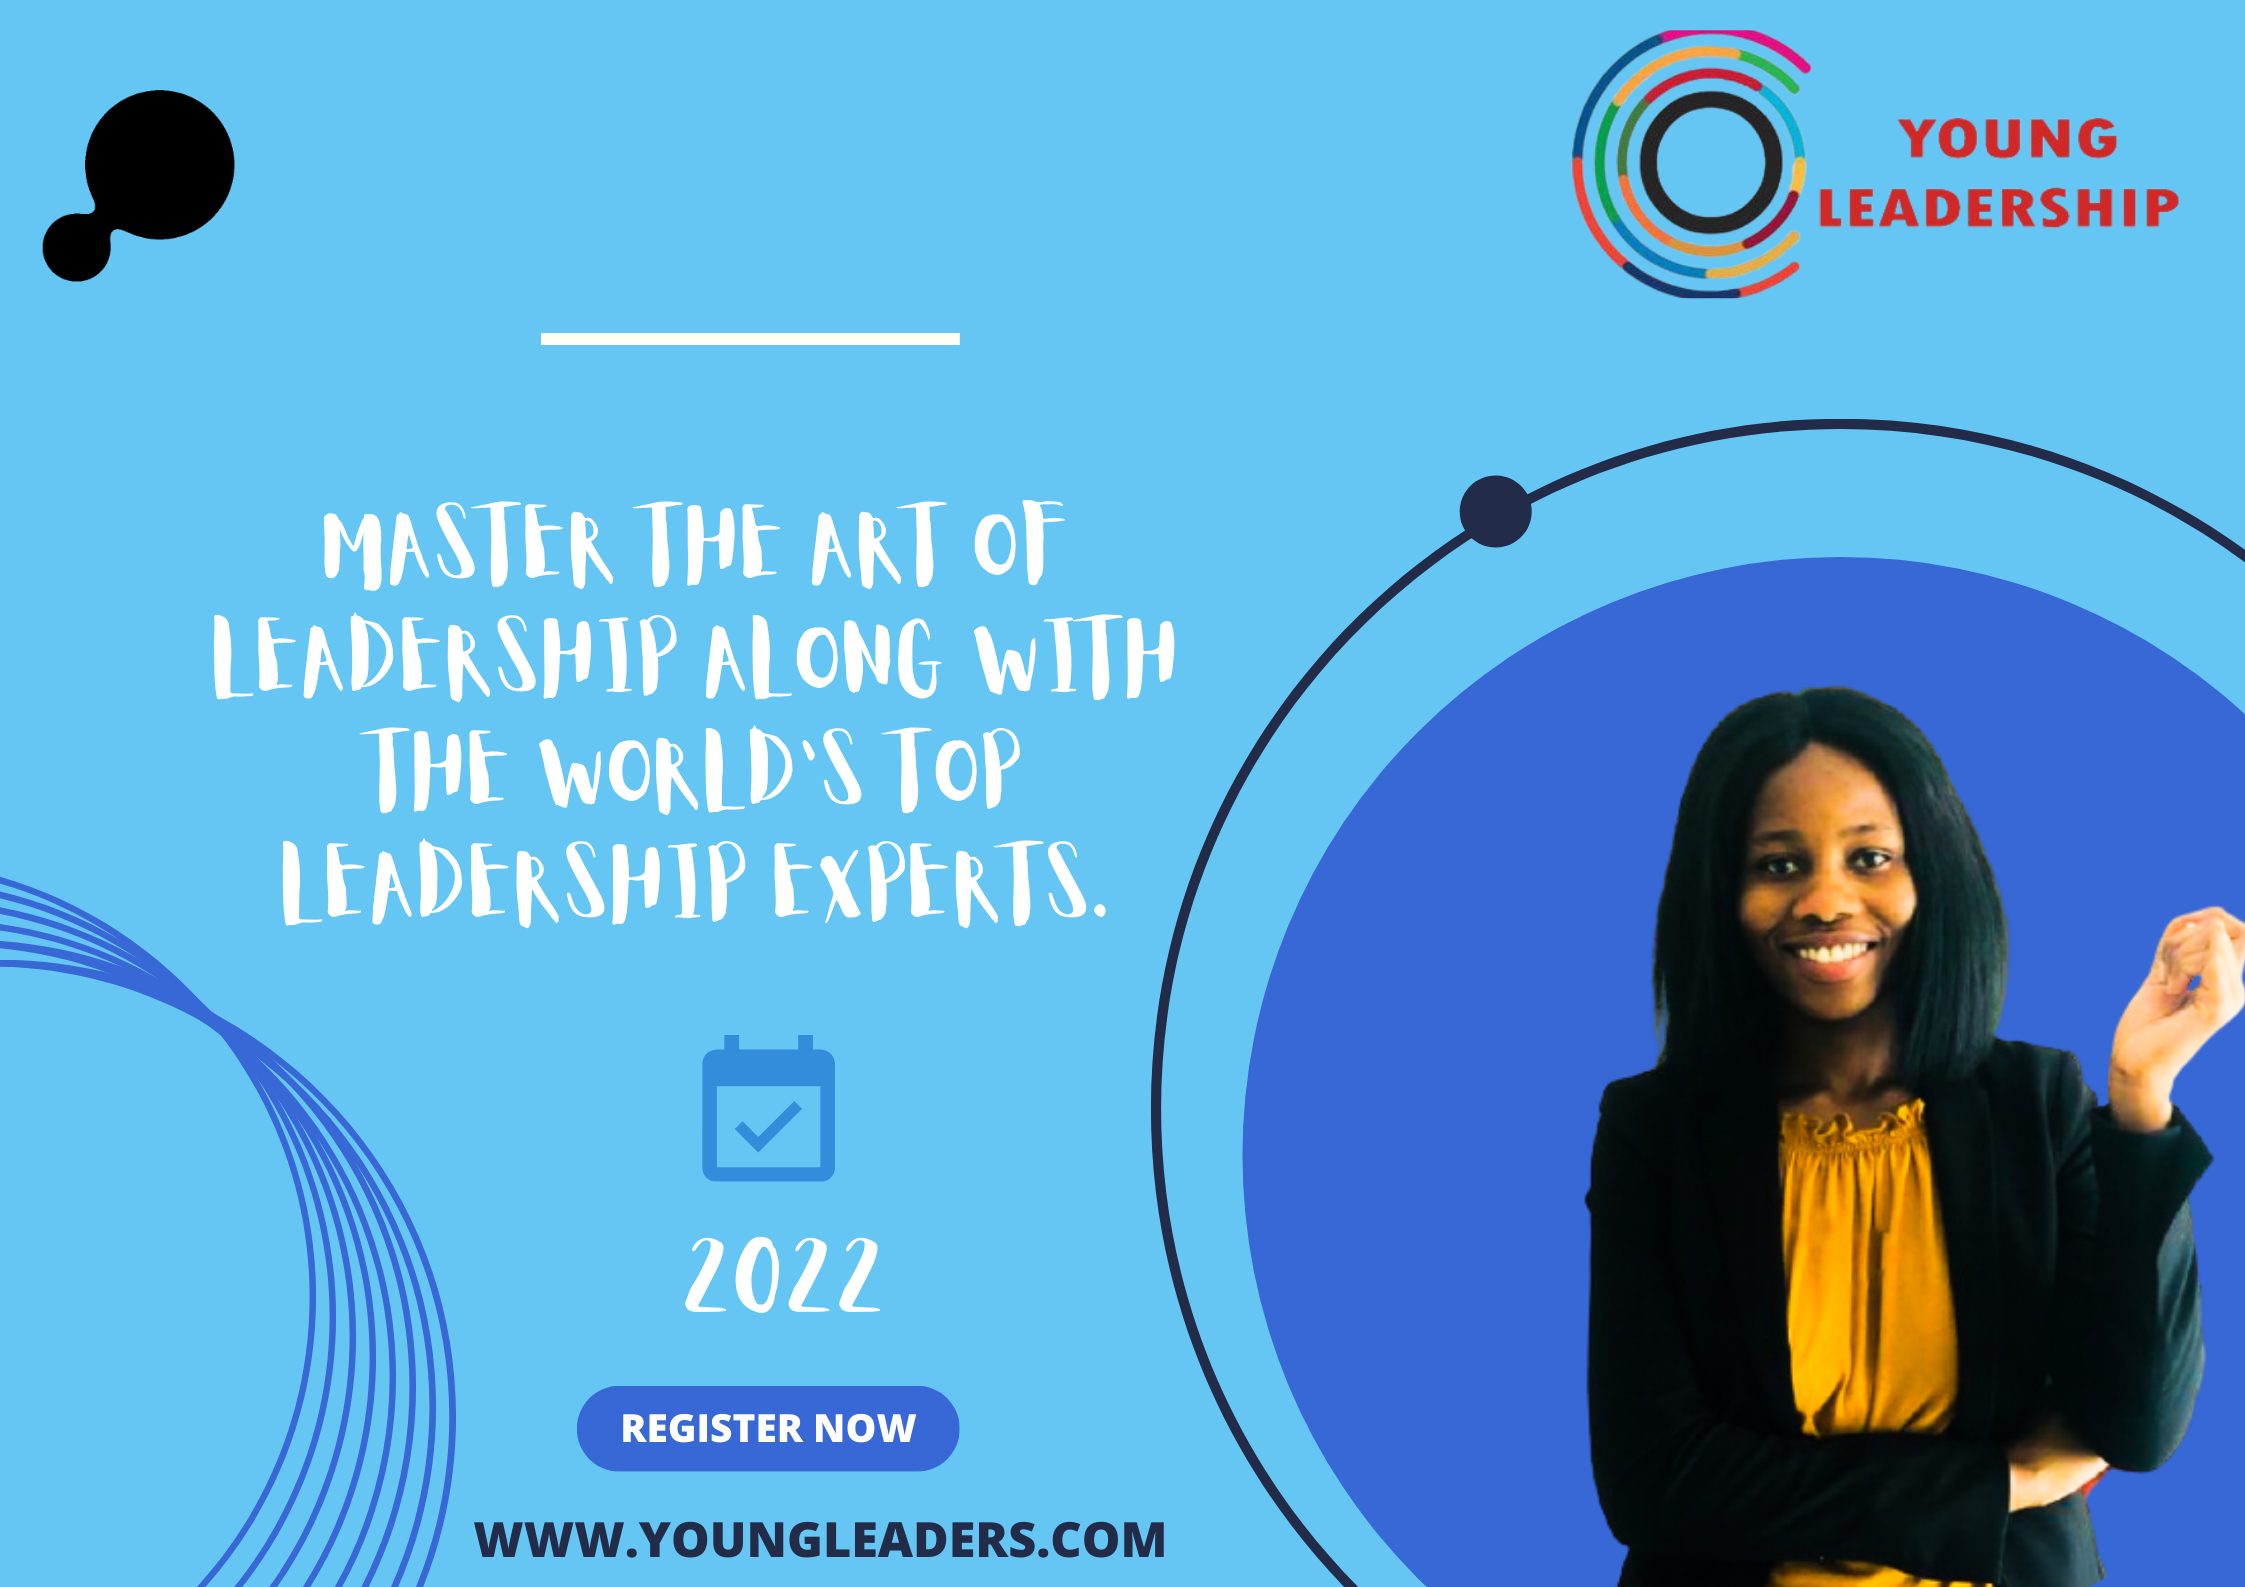 YOUNG
LEADERSHIP
MASTER THE ART OF
LEADERSHIP ALONG WITH
THE WORLD'S TOP
LEADERSHIP EXPERTS.
2022
REGISTER NOW
WWW.YOUNGLEADERS.COM